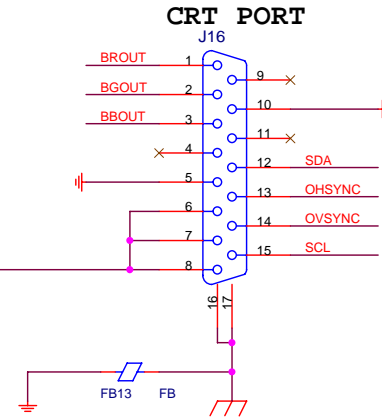 CRT PORT
J16
BROUT 1
9
BGOUT 2
10
BBOUT 3
11
4
12 SDA
5
13 OHSYNC
6
14 OVSYNC
7
15 SCL
8
16 17
FB13 FB